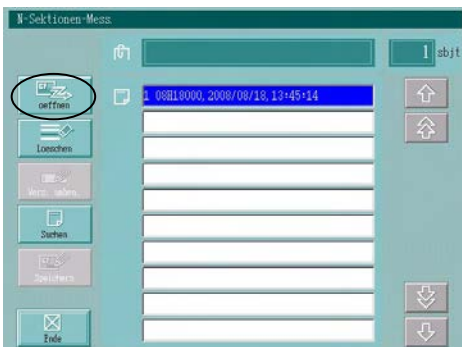 N-Sektionen-Mess.
1 sbjt
oeffnen
1 08H18000, 2008/08/18, 13:45:14
Loeschen
Suchen
Speichern
Ende